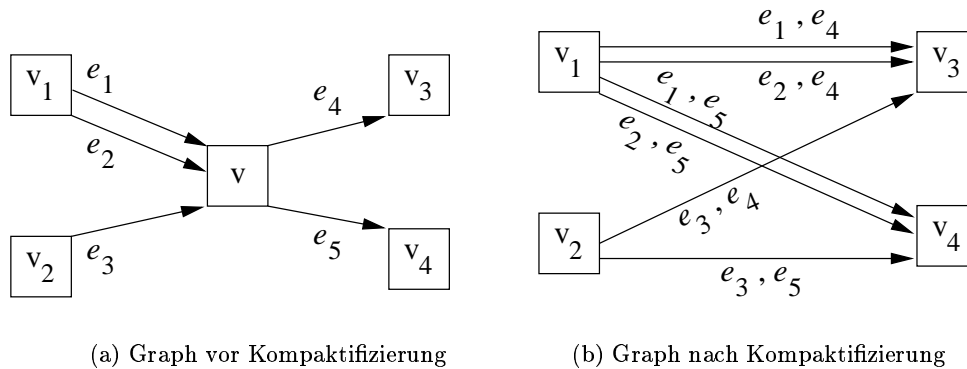 v1
e1
e2
v2
e3
v
e4
v3
e5
v4
(a) Graph vor Kompaktifizierung
v1
e1 , e4
e2 , e4
v3
e1 , e5
e2 , e5
v2
e3 , e4
v4
e3 , e5
(b) Graph nach Kompaktifizierung